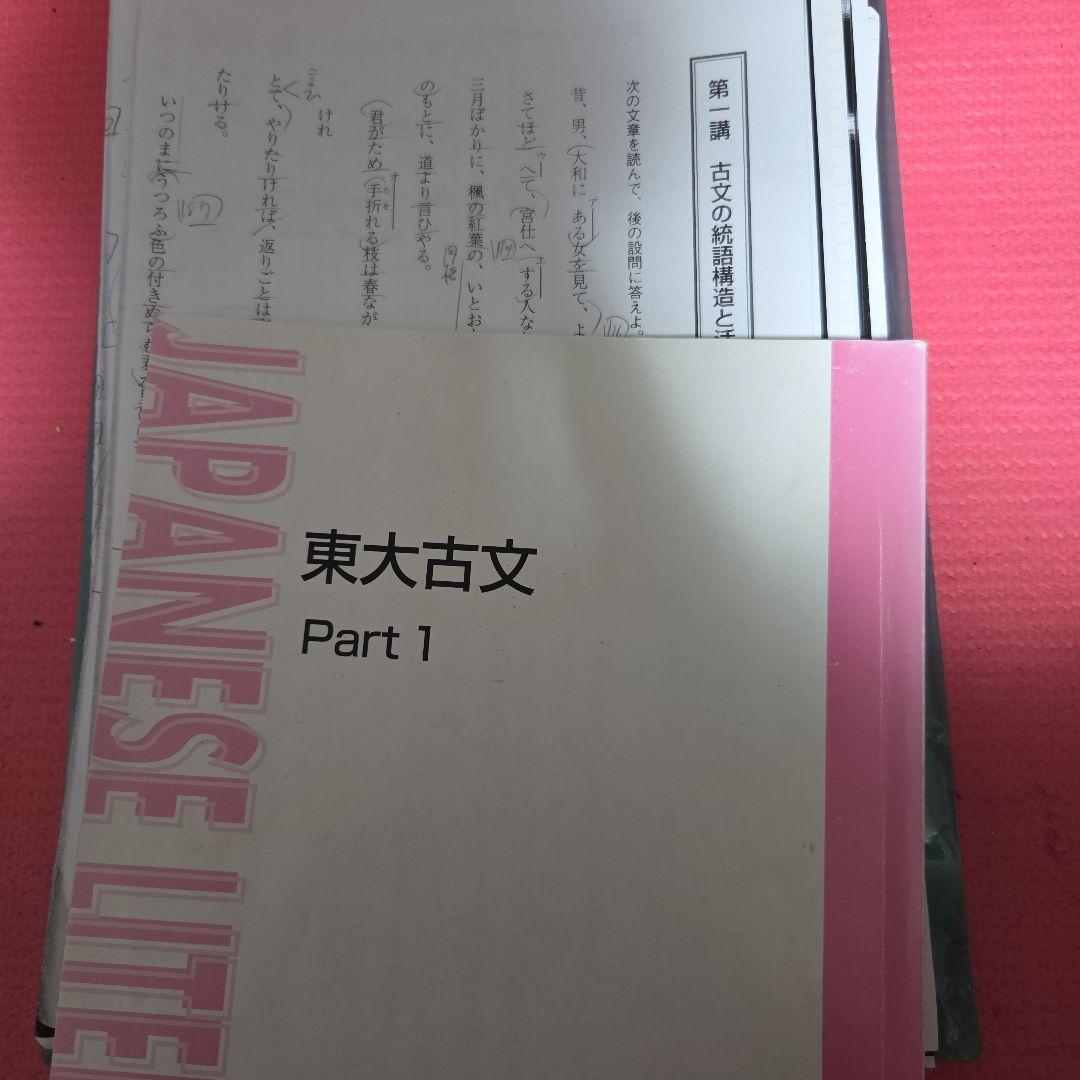 第一講 古文の統語構造と
次の文章を読んで、後の設問に答えよ。
昔、男、大和にある女を見て、よ
さてほどへて、宮仕へする人な
三月ばかりに、楓の紅葉の、いとお
のもとに、道より言ひやる。
君がため手折れる枝は春なが
けれ
とて、やりたりければ、返りごとは
たりける。
いつのまにうつろふ色の付きぬ
東大古文
Part 1
JAPANESE LITE